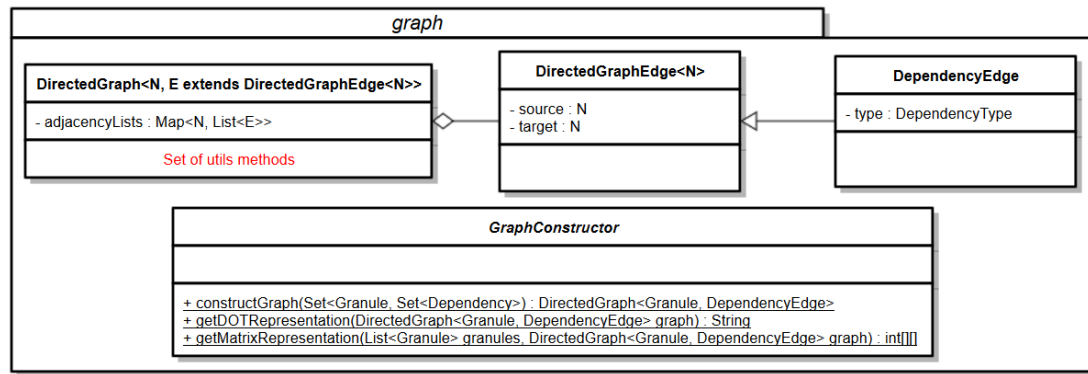 graph
DirectedGraph<N, E extends DirectedGraphEdge<N>>
- adjacencyLists : Map<N, List<E>>
Set of utils methods
DirectedGraphEdge<N>
- source : N
- target : N
DependencyEdge
- type : DependencyType
GraphConstructor
+ constructGraph(Set<Granule, Set<Dependency>) : DirectedGraph<Granule, DependencyEdge>
+ getDOTRepresentation(DirectedGraph<Granule, DependencyEdge> graph) : String
+ getMatrixRepresentation(List<Granule> granules, DirectedGraph<Granule, DependencyEdge> graph) : int[][]